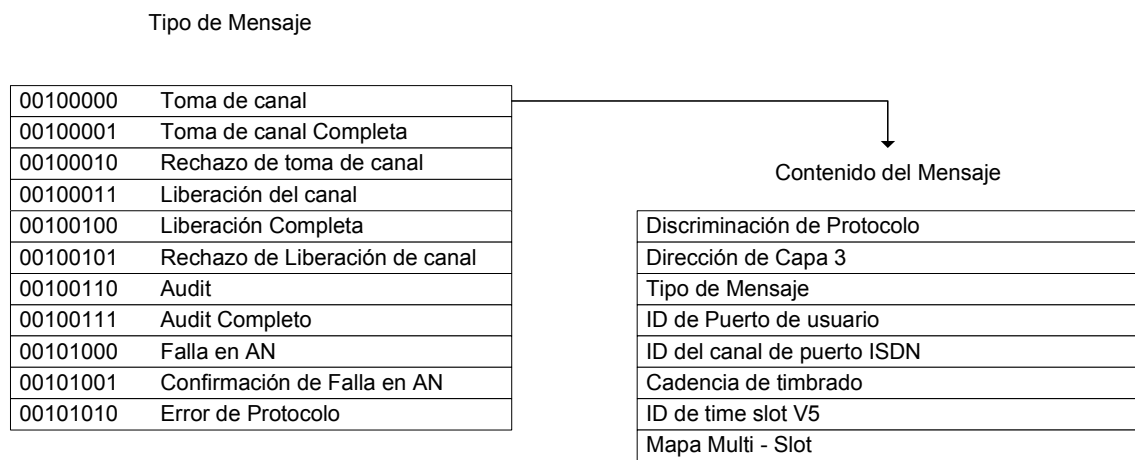 Tipo de Mensaje
00100000 Toma de canal
00100001 Toma de canal Completa
00100010 Rechazo de toma de canal
00100011 Liberación del canal
00100100 Liberación Completa
00100101 Rechazo de Liberación de canal
00100110 Audit
00100111 Audit Completo
00101000 Falla en AN
00101001 Confirmación de Falla en AN
00101010 Error de Protocolo
Contenido del Mensaje
Discriminación de Protocolo
Dirección de Capa 3
Tipo de Mensaje
ID de Puerto de usuario
ID del canal de puerto ISDN
Cadencia de timbrado
ID de time slot V5
Mapa Multi - Slot